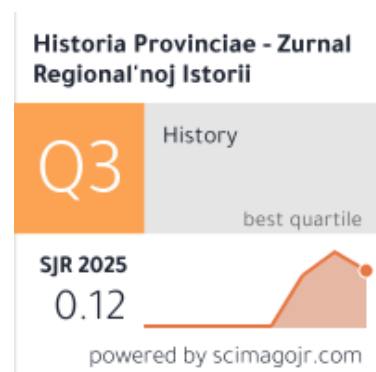 Historia Provinciae - Zurnal
Regional'noj Istorii
Q3
History
best quartile
SJR 2025
0.12
powered by scimagojr.com